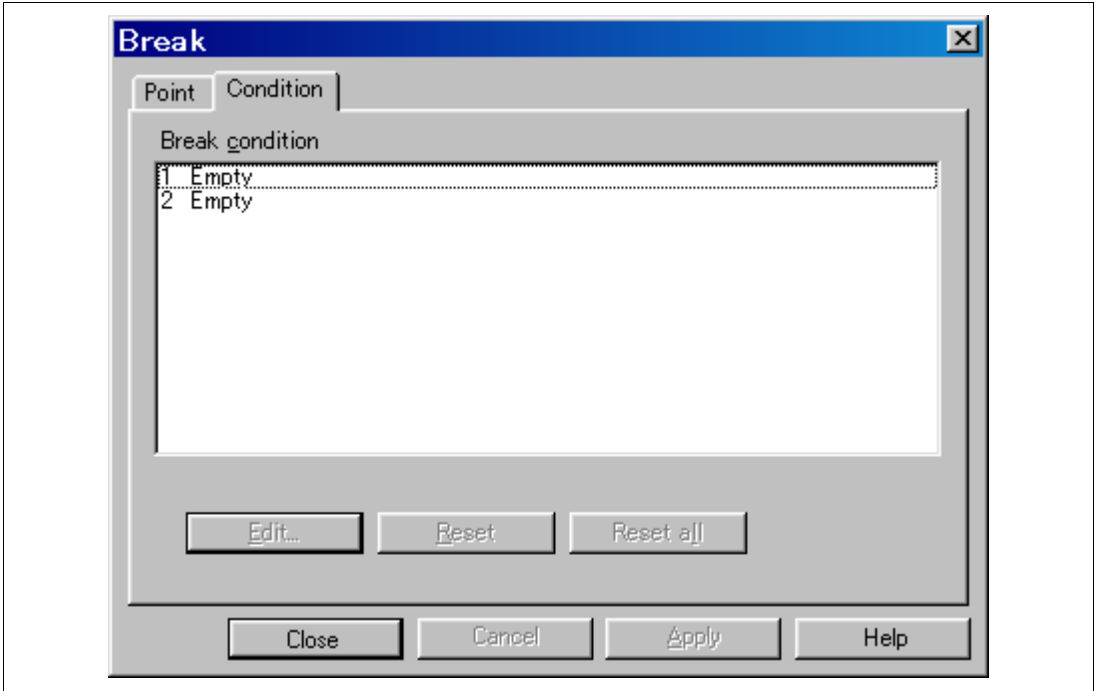 Break
Point Condition
Break condition
1 Empty
2 Empty
Edit... Reset Reset all
Close Cancel Apply Help